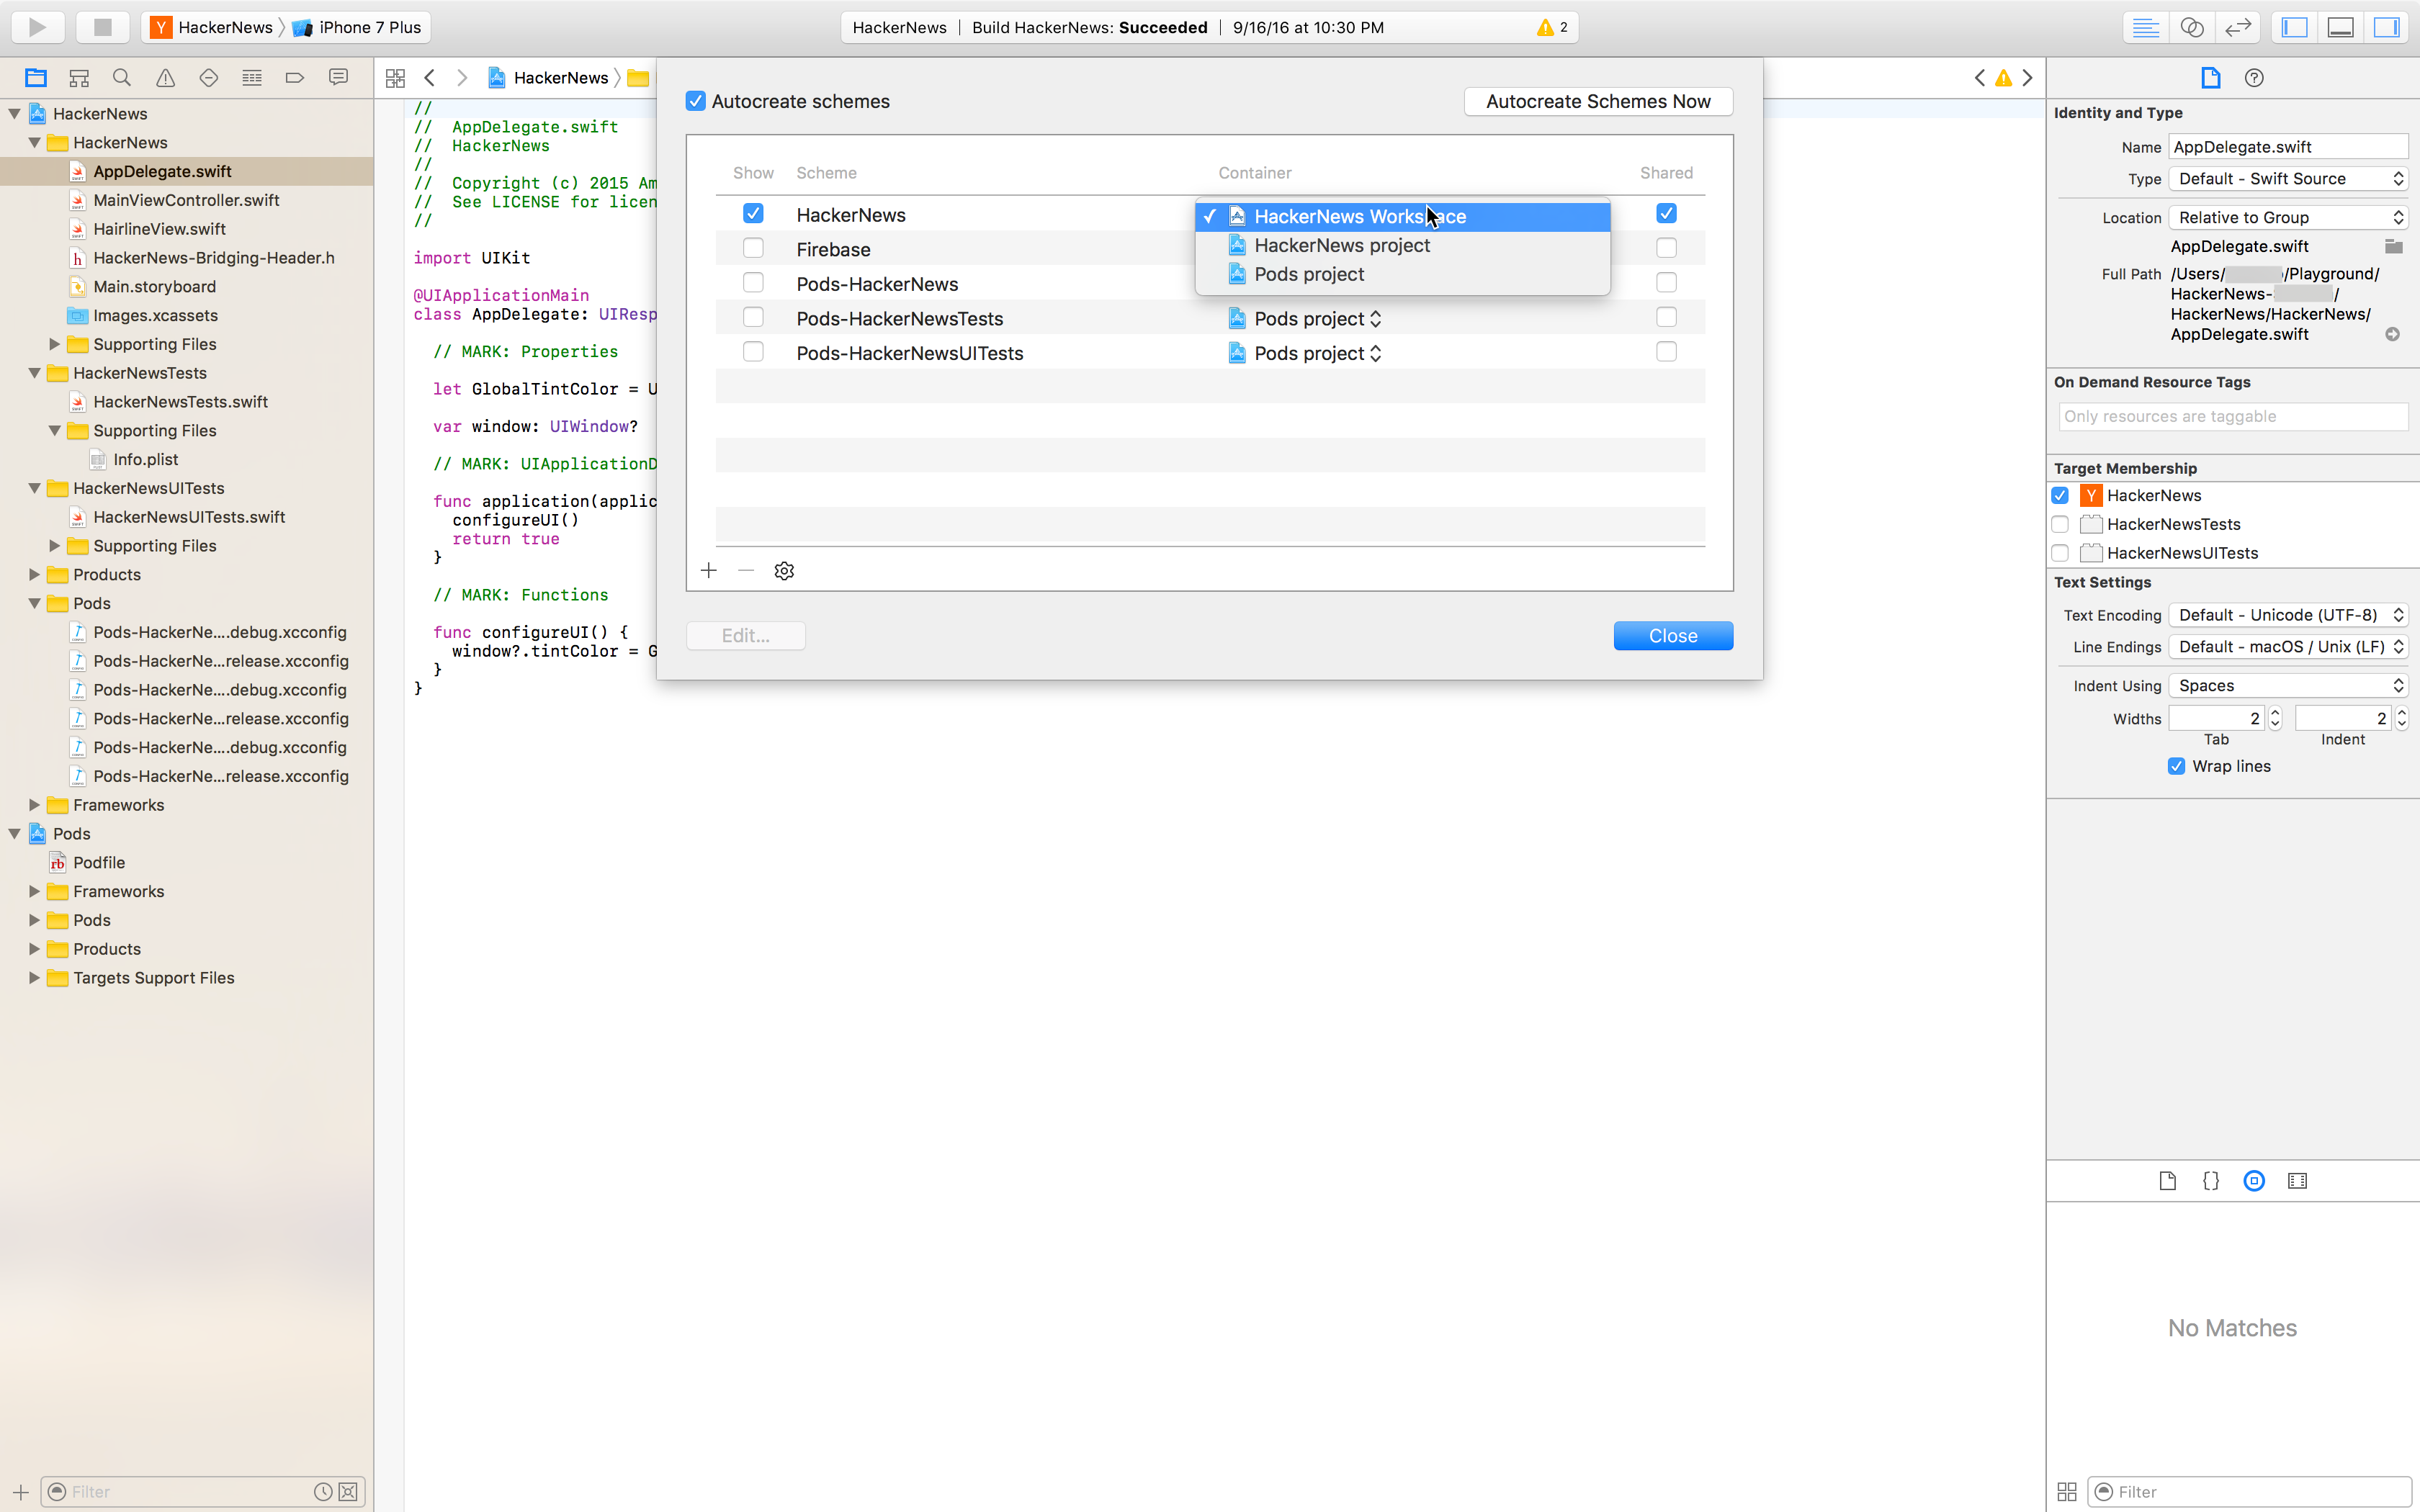 HackerNews iPhone 7 Plus
HackerNews Build HackerNews: Succeeded 9/16/16 at 10:30 PM 2
HackerNews
HackerNews
AppDelegate.swift
MainViewController.swift
HairlineView.swift
HackerNews-Bridging-Header.h
Main.storyboard
Images.xcassets
Supporting Files
HackerNewsTests
HackerNewsTests.swift
Supporting Files
Info.plist
HackerNewsUITests
HackerNewsUITests.swift
Supporting Files
Products
Pods
Pods-HackerNe....debug.xcconfig
Pods-HackerNe...release.xcconfig
Pods-HackerNe....debug.xcconfig
Pods-HackerNe...release.xcconfig
Pods-HackerNe....debug.xcconfig
Pods-HackerNe...release.xcconfig
Frameworks
Pods
Podfile
Frameworks
Pods
Products
Targets Support Files
Filter
HackerNews
//
// AppDelegate.swift
// HackerNews
//
// Copyright (c) 2015 Am
// See LICENSE for licen
//
import UIKit
@UIApplicationMain
class AppDelegate: UIResp
// MARK: Properties
let GlobalTintColor = U
var window: UIWindow?
// MARK: UIApplicationD
func application(applic
configureUI()
return true
}
// MARK: Functions
func configureUI() {
window?.tintColor = G
}
}
Autocreate schemes
Autocreate Schemes Now
Show Scheme Container Shared
HackerNews HackerNews Workspace
Firebase HackerNews project
Pods-HackerNews Pods project
Pods-HackerNewsTests Pods project
Pods-HackerNewsUITests Pods project
Edit...
Close
Identity and Type
Name AppDelegate.swift
Type Default - Swift Source
Location Relative to Group
AppDelegate.swift
Full Path /Users/ /Playground/
HackerNews- /
HackerNews/HackerNews/
AppDelegate.swift
On Demand Resource Tags
Only resources are taggable
Target Membership
Y HackerNews
HackerNewsTests
HackerNewsUITests
Text Settings
Text Encoding Default - Unicode (UTF-8)
Line Endings Default - macOS / Unix (LF)
Indent Using Spaces
Widths 2 2
Tab Indent
Wrap lines
{}
No Matches
Filter